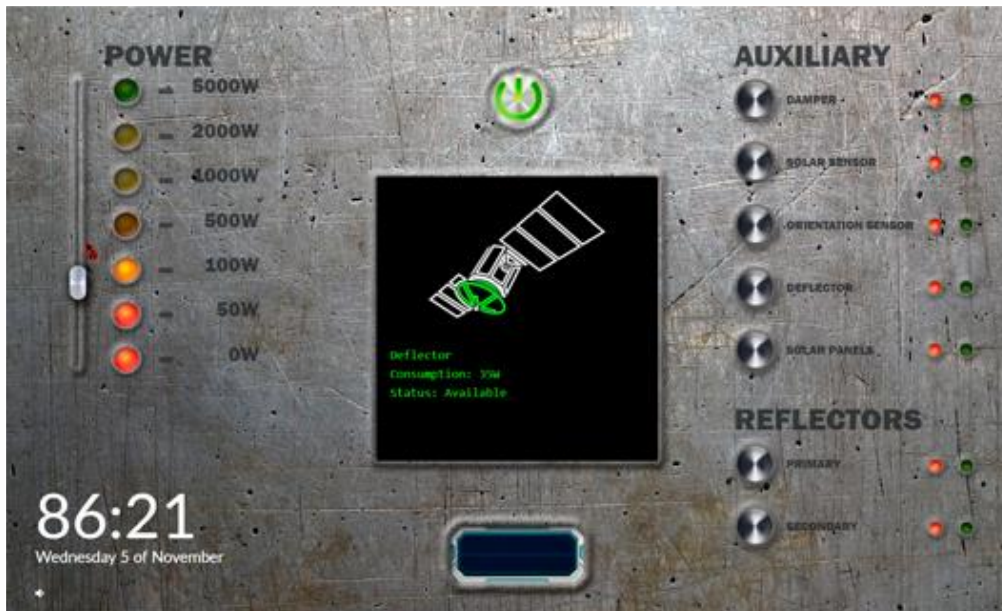 POWER
5000W
2000W
1000W
500W
100W
50W
0W
Deflector
Consumption: 35W
Status: Available
AUXILIARY
DAMPER
SOLAR SENSOR
ORIENTATION SENSOR
DEFLECTOR
SOLAR PANELS
REFLECTORS
PRIMARY
SECONDARY
86:21
Wednesday 5 of November